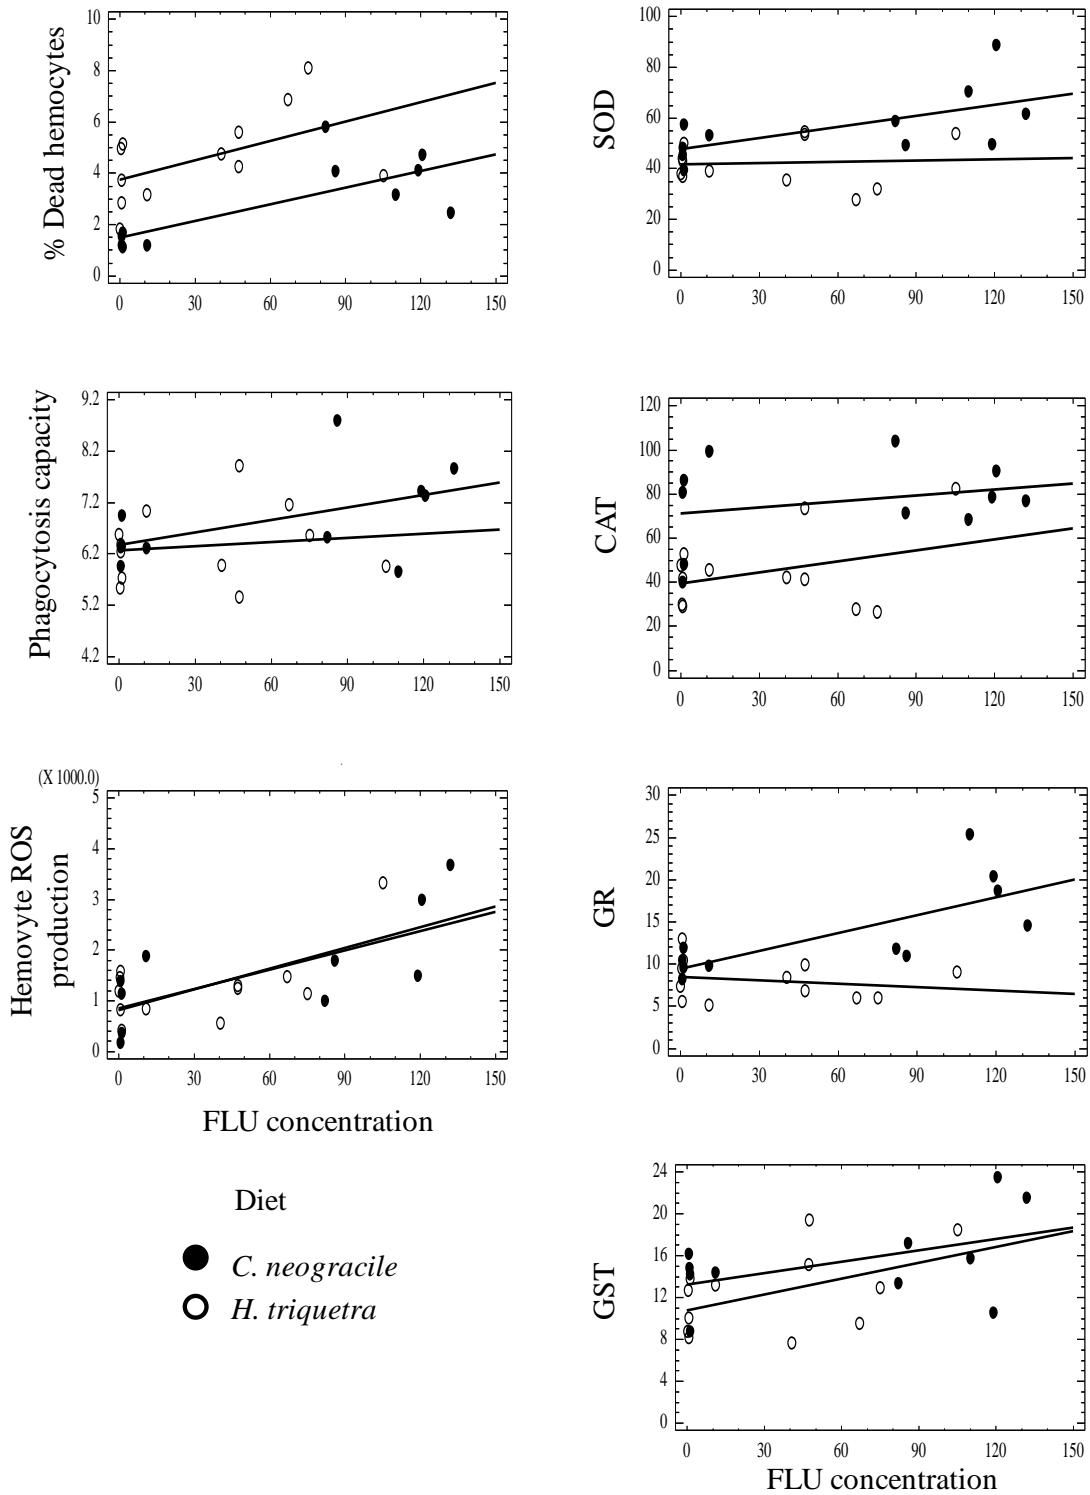 % Dead hemocytes
10
8
6
4
2
0
0 30 60 90 120 150
SOD
100
80
60
40
20
0
0 30 60 90 120 150
Phagocytosis capacity
9.2
8.2
7.2
6.2
5.2
4.2
0 30 60 90 120 150
CAT
120
100
80
60
40
20
0
0 30 60 90 120 150
(X 1000.0)
Hemovyte ROS
production
5
4
3
2
1
0
0 30 60 90 120 150
FLU concentration
GR
30
25
20
15
10
5
0
0 30 60 90 120 150
Diet
C. neogracile
H. triquetra
GST
24
20
16
12
8
4
0
0 30 60 90 120 150
FLU concentration